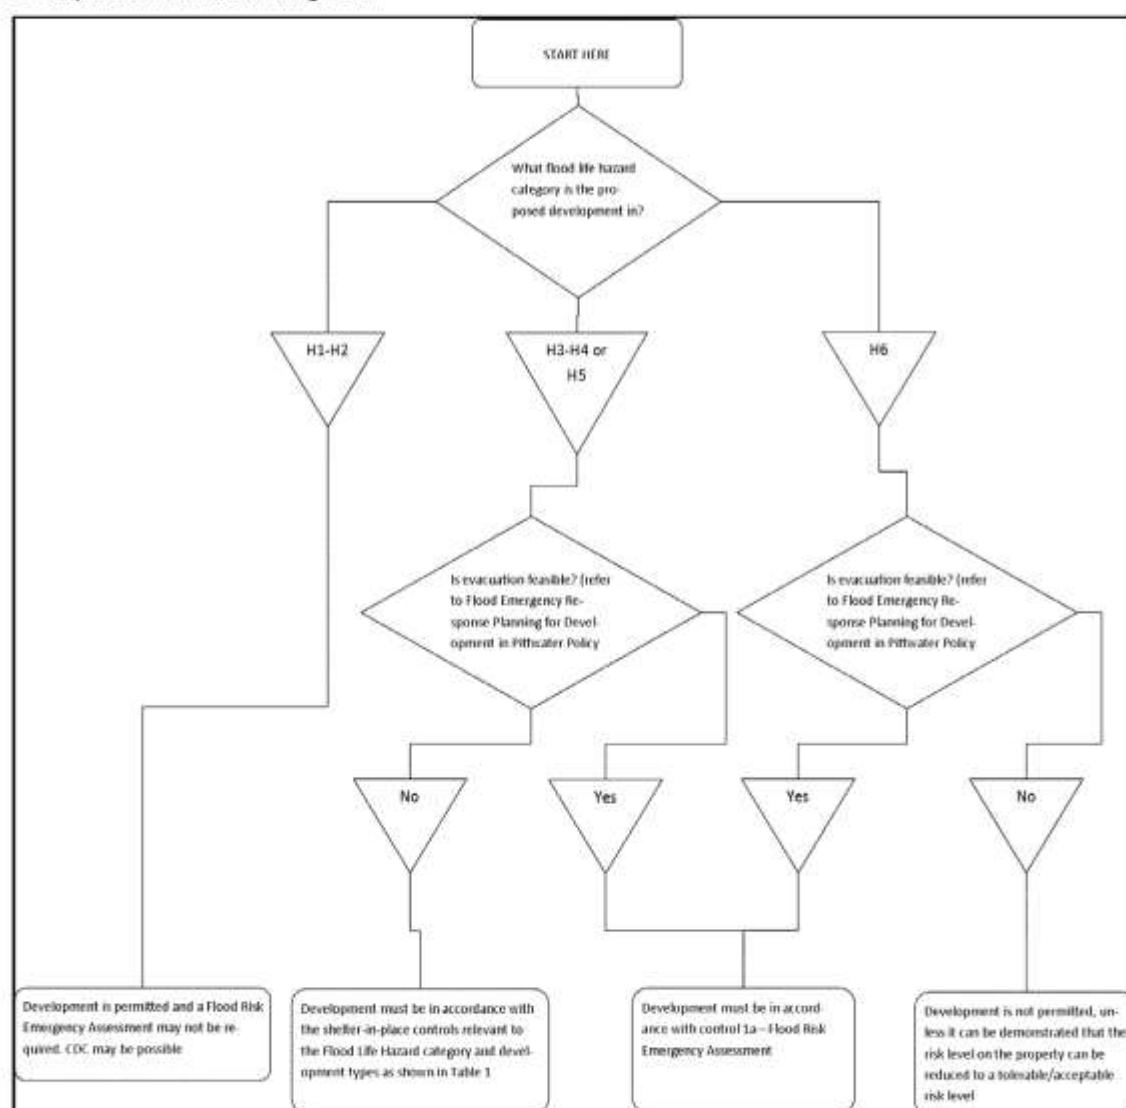 START HERE
What flood life hazard
category is the pro-
posed development in?
H1-H2
H3-H4 or
H5
H6
Is evacuation feasible? (refer
to Flood Emergency Re-
sponse Planning for Devel-
opment in Pittwater Policy
Is evacuation feasible? (refer
to Flood Emergency Re-
sponse Planning for Devel-
opment in Pittwater Policy
No
Yes
Yes
No
Development is permitted and a Flood Risk
Emergency Assessment may not be re-
quired. CDC may be possible
Development must be in accordance with
the shelter-in-place controls relevant to
the Flood Life Hazard category and devel-
opment types as shown in Table 1
Development must be in accord-
ance with control 1a – Flood Risk
Emergency Assessment
Development is not permitted, un-
less it can be demonstrated that the
risk level on the property can be
reduced to a tolerable/acceptable
risk level